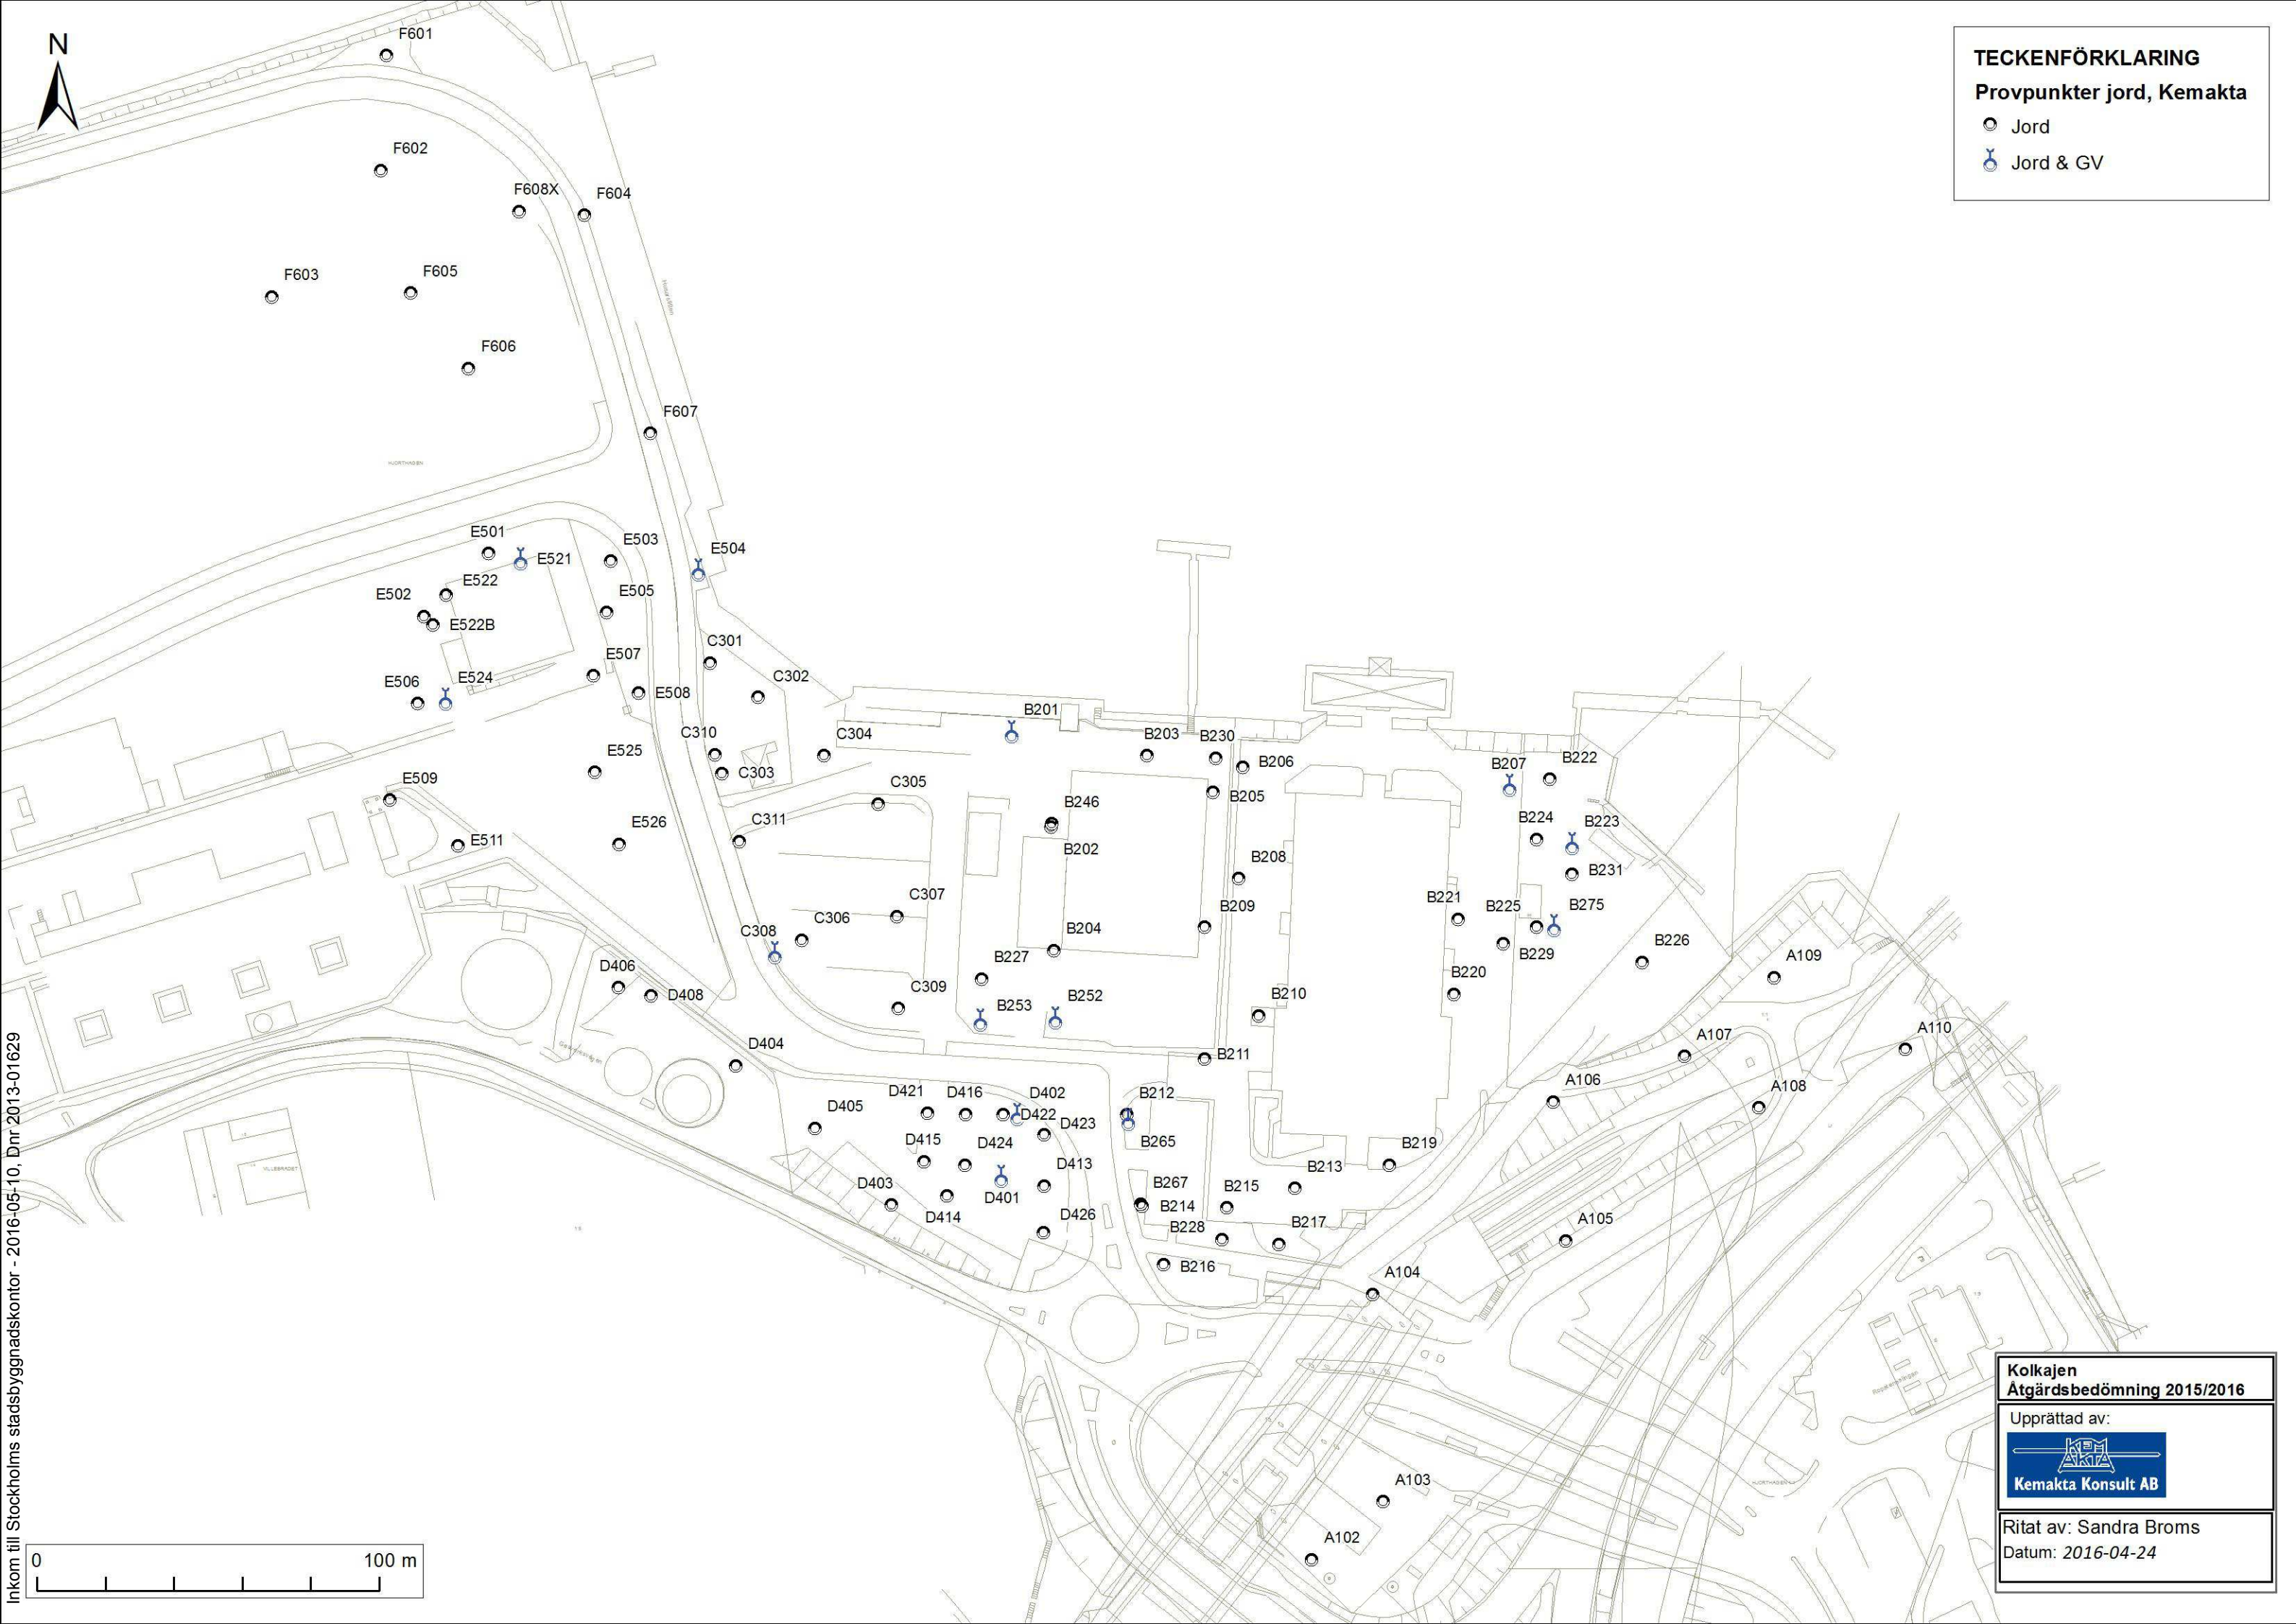 N
TECKENFÖRKLARING
Provpunkter jord, Kemakta
Jord
Jord & GV
F601
F602
F608X
F604
F603
F605
F606
F607
HJORTHAGEN
E501
E521
E503
E504
E522
E502
E505
E522B
E507
E506
E524
E508
E525
E509
E526
E511
C301
C302
C310
C304
C303
C305
C311
C307
C306
C308
C309
B201
B203
B230
B206
B205
B207
B222
B246
B202
B224
B223
B208
B231
B209
B221
B225
B275
B204
B229
B226
B227
B220
B253
B252
B210
B211
D406
D408
D404
D421
D416
D402
D422
D405
D423
D415
D424
D413
D403
D401
D414
D426
B212
B265
B267
B214
B215
B213
B219
B228
B217
B216
A109
A110
A107
A106
A108
A105
A104
A103
A102
VILLEBRÅDET
Inkom till Stockholms stadsbyggnadskontor - 2016-05-10, Dnr 2013-01629
0 100 m
Kolkajen
Åtgärdsbedömning 2015/2016
Upprättad av:
KEM
AKTA
Kemakta Konsult AB
Ritat av: Sandra Broms
Datum: 2016-04-24